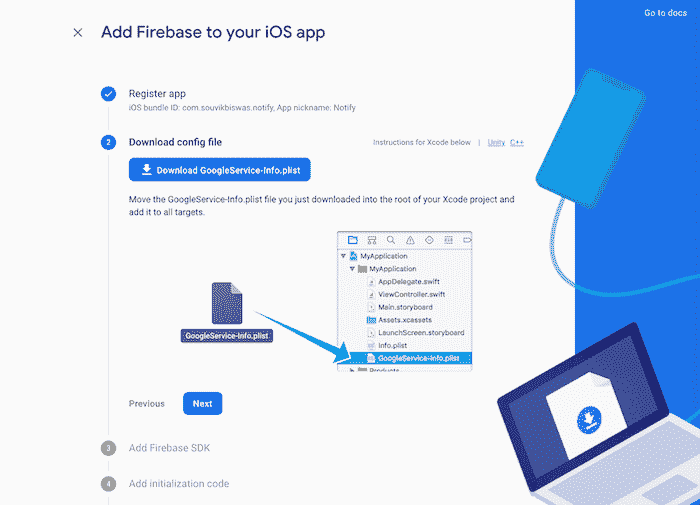 Go to docs
Add Firebase to your iOS app
Register app
iOS bundle ID: com.souvikbiswas.notify, App nickname: Notify
2
Download config file
Instructions for Xcode below | Unity C++
Download GoogleService-Info.plist
Move the GoogleService-Info.plist file you just downloaded into the root of your Xcode project and
add it to all targets.
MyApplication
MyApplication
AppDelegate.swift
ViewController.swift
Main.storyboard
Assets.xcassets
LaunchScreen.storyboard
Info.plist
GoogleService-Info.plist
GoogleService-Info.plist
Products
Previous
Next
3
Add Firebase SDK
4
Add initialization code